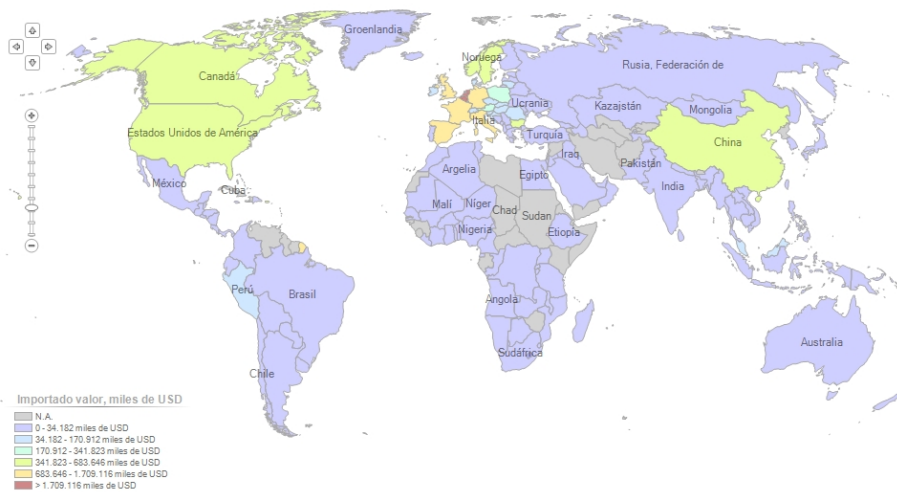 Groenlandia
Noruega
Rusia, Federación de
Canadá
Ucrania
Kazajstán
Mongolia
Italia
Estados Unidos de América
Turquía
China
Iraq
Pakistán
México
Argelia
Egipto
India
Cuba
Malí
Níger
Chad
Sudan
Nigeria
Etiopía
Perú
Brasil
Angola
Australia
Sudáfrica
Chile
Importado valor, miles de USD
N.A.
0 - 34.182 miles de USD
34.182 - 170.912 miles de USD
170.912 - 341.823 miles de USD
341.823 - 683.646 miles de USD
683.646 - 1.709.116 miles de USD
> 1.709.116 miles de USD